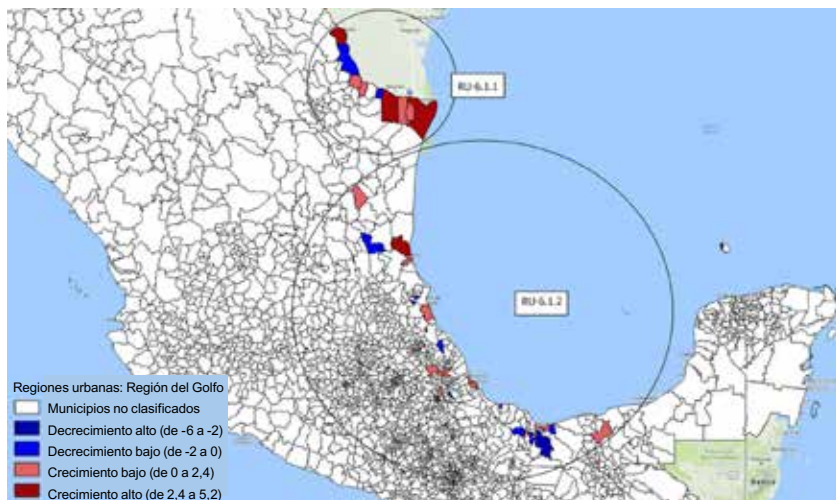 RU-6.1.1
RU-6.1.2
Regiones urbanas: Región del Golfo
Municipios no clasificados
Decrecimiento alto (de -6 a -2)
Decrecimiento bajo (de -2 a 0)
Crecimiento bajo (de 0 a 2,4)
Crecimiento alto (de 2,4 a 5,2)